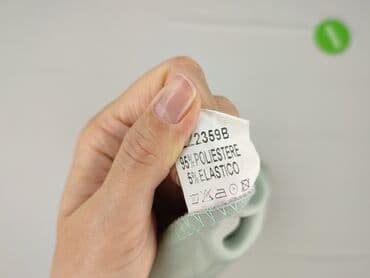 2359B
95% POLIESTERE
5% ELASTICO